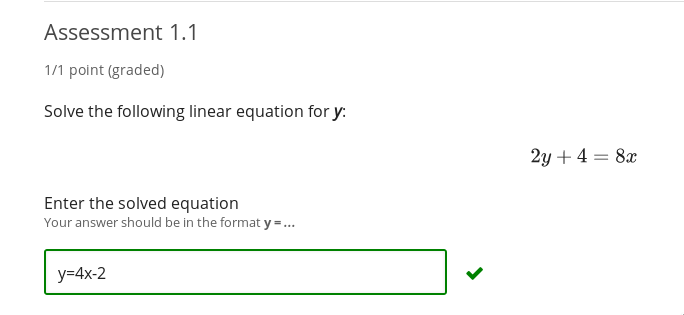 Assessment 1.1
1/1 point (graded)
Solve the following linear equation for y:
2y + 4 = 8x
Enter the solved equation
Your answer should be in the format y = ...
y=4x-2